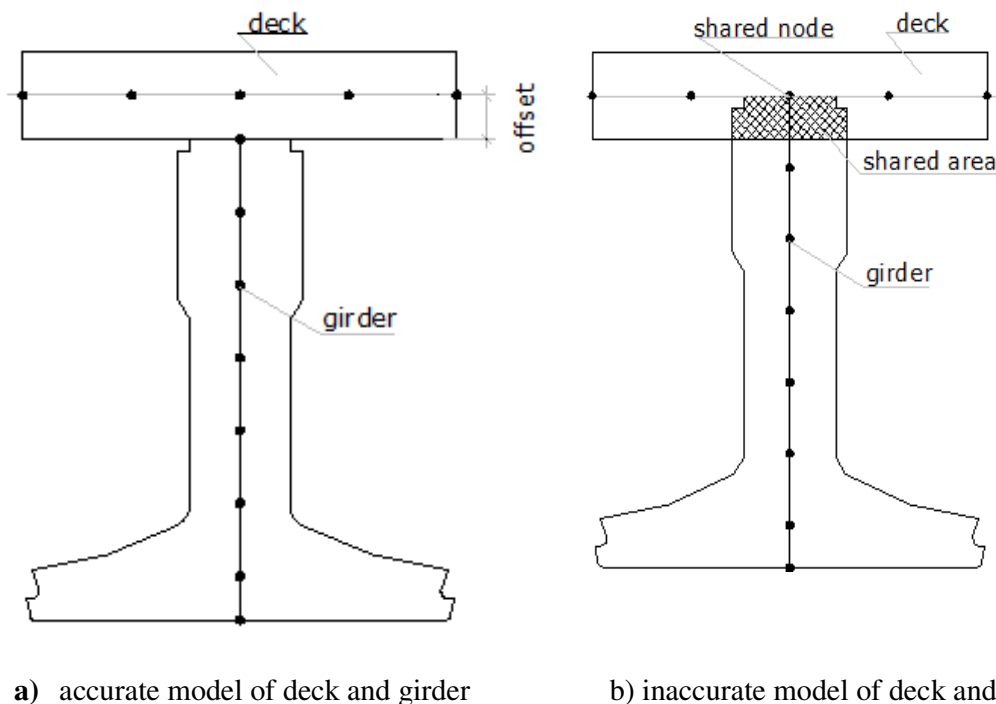 deck
offset
girder
shared node
deck
shared area
girder
a) accurate model of deck and girder
b) inaccurate model of deck and